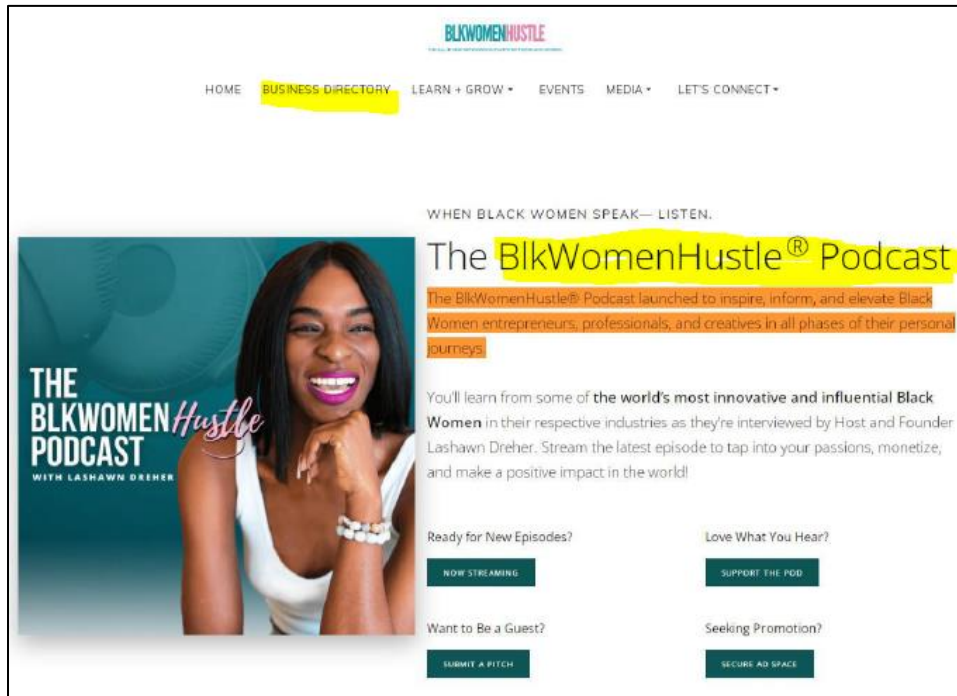 BLKWOMENHUSTLE
HOME BUSINESS DIRECTORY LEARN + GROW EVENTS MEDIA LET'S CONNECT
WHEN BLACK WOMEN SPEAK— LISTEN.
The BlkWomenHustle® Podcast
The BlkWomenHustle® Podcast launched to inspire, inform, and elevate Black
Women entrepreneurs, professionals, and creatives in all phases of their personal
journeys.
THE
BLKWOMEN Hustle
PODCAST
WITH LASHAWN DREHER
You'll learn from some of the world's most innovative and influential Black
Women in their respective industries as they're interviewed by Host and Founder
Lashawn Dreher. Stream the latest episode to tap into your passions, monetize,
and make a positive impact in the world!
Ready for New Episodes?
NOW STREAMING
Love What You Hear?
SUPPORT THE POD
Want to Be a Guest?
SUBMIT A PITCH
Seeking Promotion?
SECURE AD SPACE